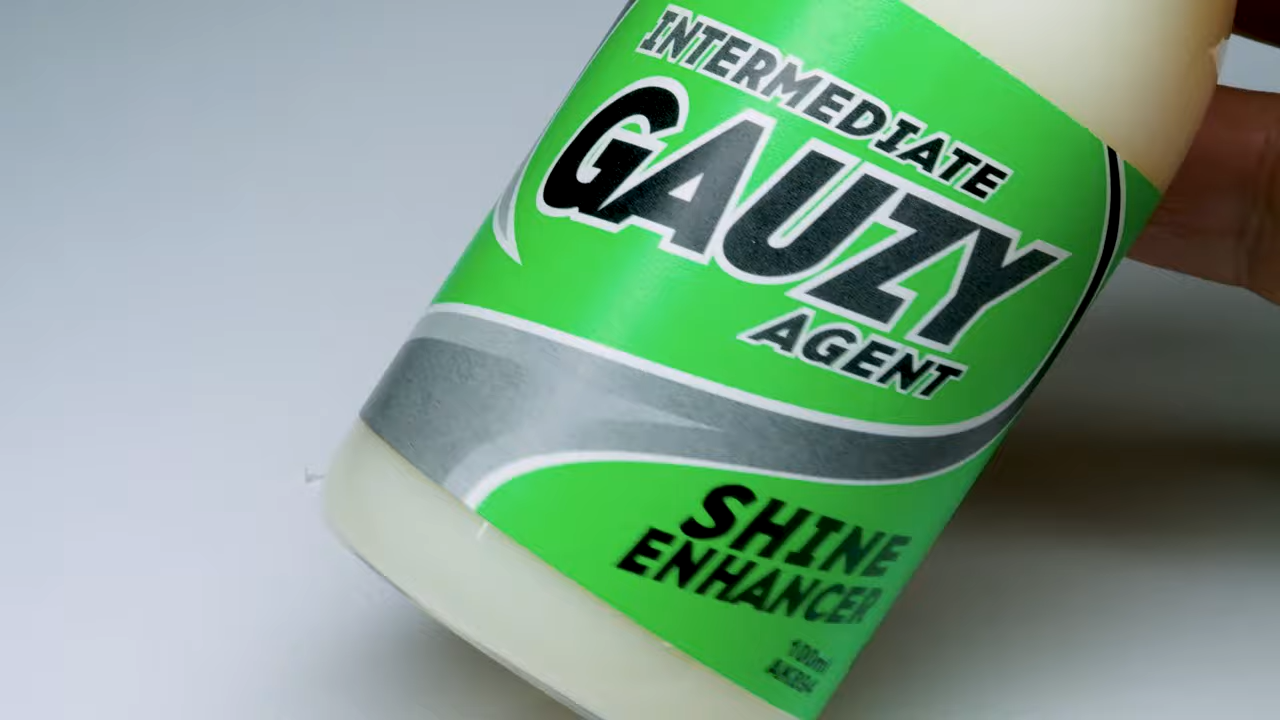 INTERMEDIATE
GAUZY
AGENT
SHINE
ENHANCER
100ml